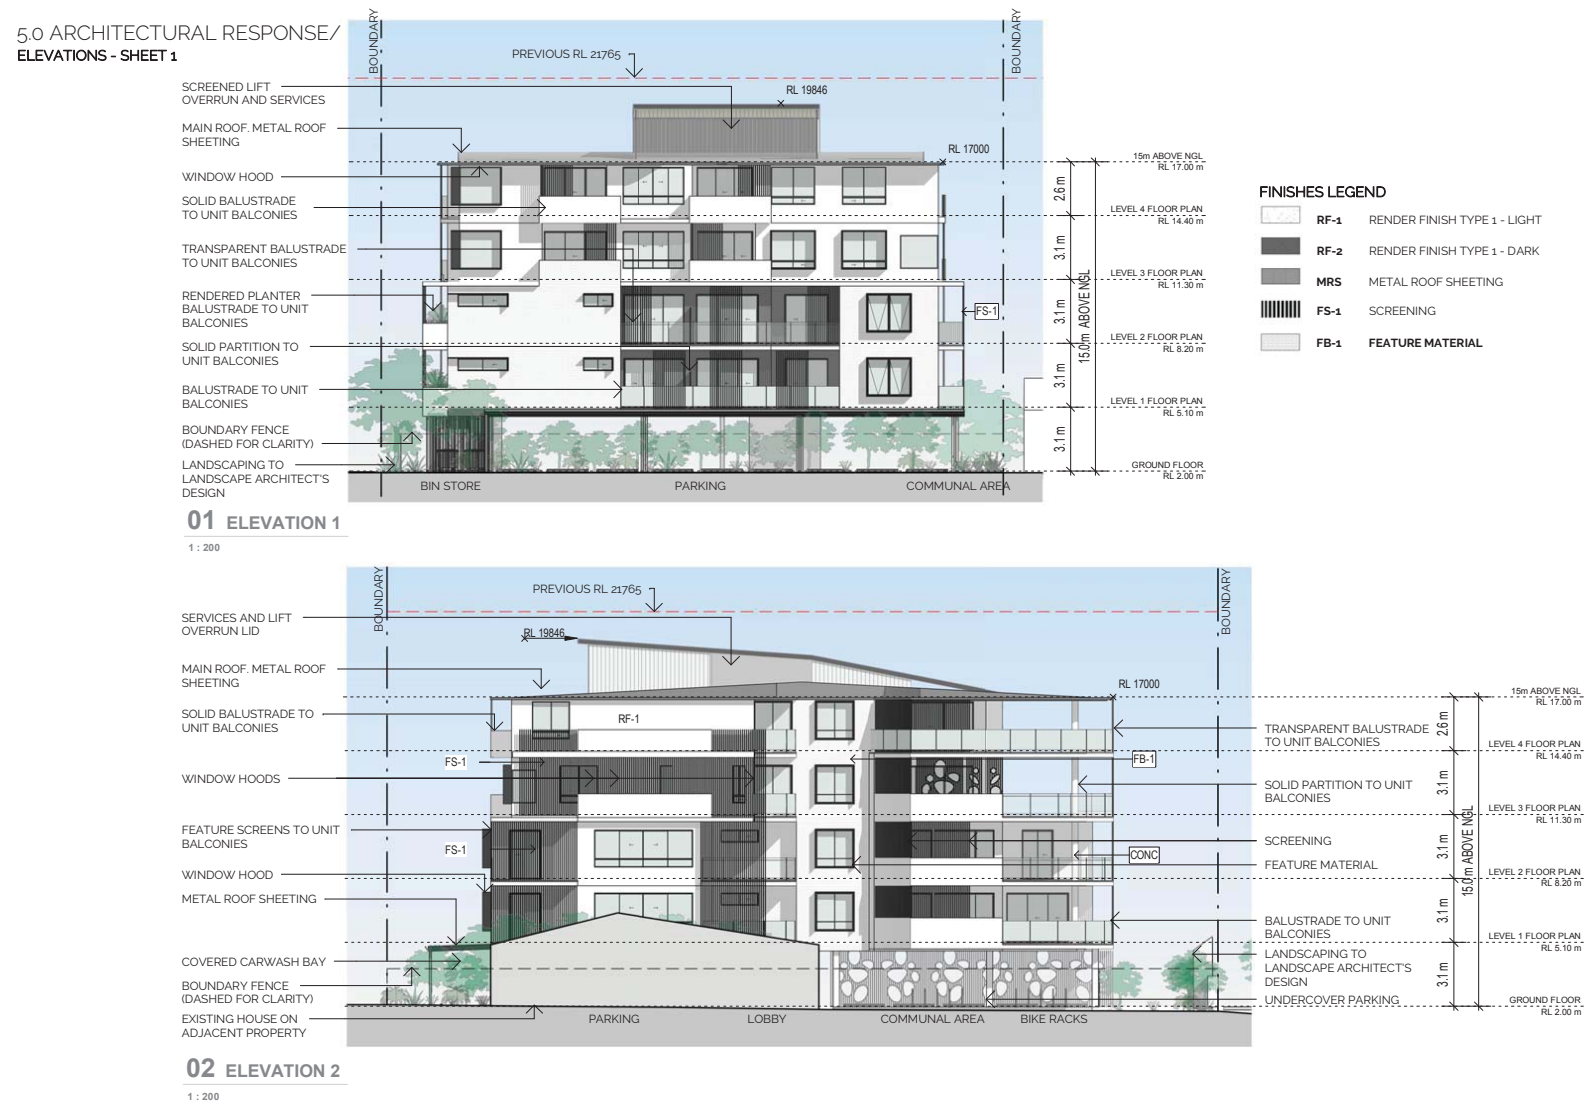 5.0 ARCHITECTURAL RESPONSE/
ELEVATIONS - SHEET 1
BOUNDARY
BOUNDARY
PREVIOUS RL 21765
SCREENED LIFT
OVERRUN AND SERVICES
RL 19846
MAIN ROOF. METAL ROOF
SHEETING
RL 17000
WINDOW HOOD
SOLID BALUSTRADE
TO UNIT BALCONIES
TRANSPARENT BALUSTRADE
TO UNIT BALCONIES
RENDERED PLANTER
BALUSTRADE TO UNIT
BALCONIES
FS-1
SOLID PARTITION TO
UNIT BALCONIES
BALUSTRADE TO UNIT
BALCONIES
BOUNDARY FENCE
(DASHED FOR CLARITY)
LANDSCAPING TO
LANDSCAPE ARCHITECT'S
DESIGN
BIN STORE
PARKING
COMMUNAL AREA
15m ABOVE NGL
RL 17.00 m
2.6 m
LEVEL 4 FLOOR PLAN
RL 14.40 m
3.1 m
LEVEL 3 FLOOR PLAN
RL 11.30 m
3.1 m
15.0 m ABOVE NGL
LEVEL 2 FLOOR PLAN
RL 8.20 m
3.1 m
LEVEL 1 FLOOR PLAN
RL 5.10 m
3.1 m
GROUND FLOOR
RL 2.00 m
FINISHES LEGEND
RF-1 RENDER FINISH TYPE 1 - LIGHT
RF-2 RENDER FINISH TYPE 1 - DARK
MRS METAL ROOF SHEETING
FS-1 SCREENING
FB-1 FEATURE MATERIAL
01 ELEVATION 1
1 : 200
BOUNDARY
BOUNDARY
PREVIOUS RL 21765
SERVICES AND LIFT
OVERRUN LID
RL 19846
MAIN ROOF. METAL ROOF
SHEETING
RL 17000
SOLID BALUSTRADE TO
UNIT BALCONIES
RF-1
FS-1
WINDOW HOODS
FEATURE SCREENS TO UNIT
BALCONIES
FS-1
WINDOW HOOD
METAL ROOF SHEETING
COVERED CARWASH BAY
BOUNDARY FENCE
(DASHED FOR CLARITY)
EXISTING HOUSE ON
ADJACENT PROPERTY
PARKING
LOBBY
COMMUNAL AREA
BIKE RACKS
TRANSPARENT BALUSTRADE
TO UNIT BALCONIES
FB-1
SOLID PARTITION TO UNIT
BALCONIES
SCREENING
CONC
FEATURE MATERIAL
BALUSTRADE TO UNIT
BALCONIES
LANDSCAPING TO
LANDSCAPE ARCHITECT'S
DESIGN
UNDERCOVER PARKING
15m ABOVE NGL
RL 17.00 m
2.6 m
LEVEL 4 FLOOR PLAN
RL 14.40 m
3.1 m
LEVEL 3 FLOOR PLAN
RL 11.30 m
3.1 m
15.0 m ABOVE NGL
LEVEL 2 FLOOR PLAN
RL 8.20 m
3.1 m
LEVEL 1 FLOOR PLAN
RL 5.10 m
3.1 m
GROUND FLOOR
RL 2.00 m
02 ELEVATION 2
1 : 200